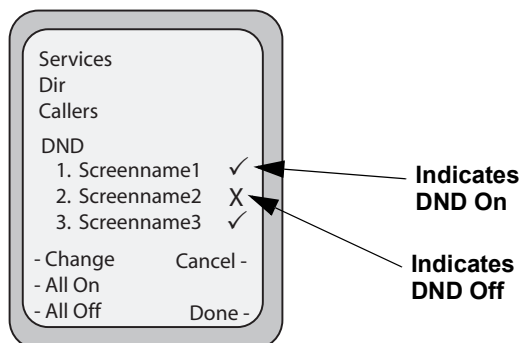 Services
Dir
Callers
DND
1. Screenname1 ✓
2. Screenname2 X
3. Screenname3 ✓
- Change Cancel -
- All On
- All Off Done -
Indicates
DND On
Indicates
DND Off